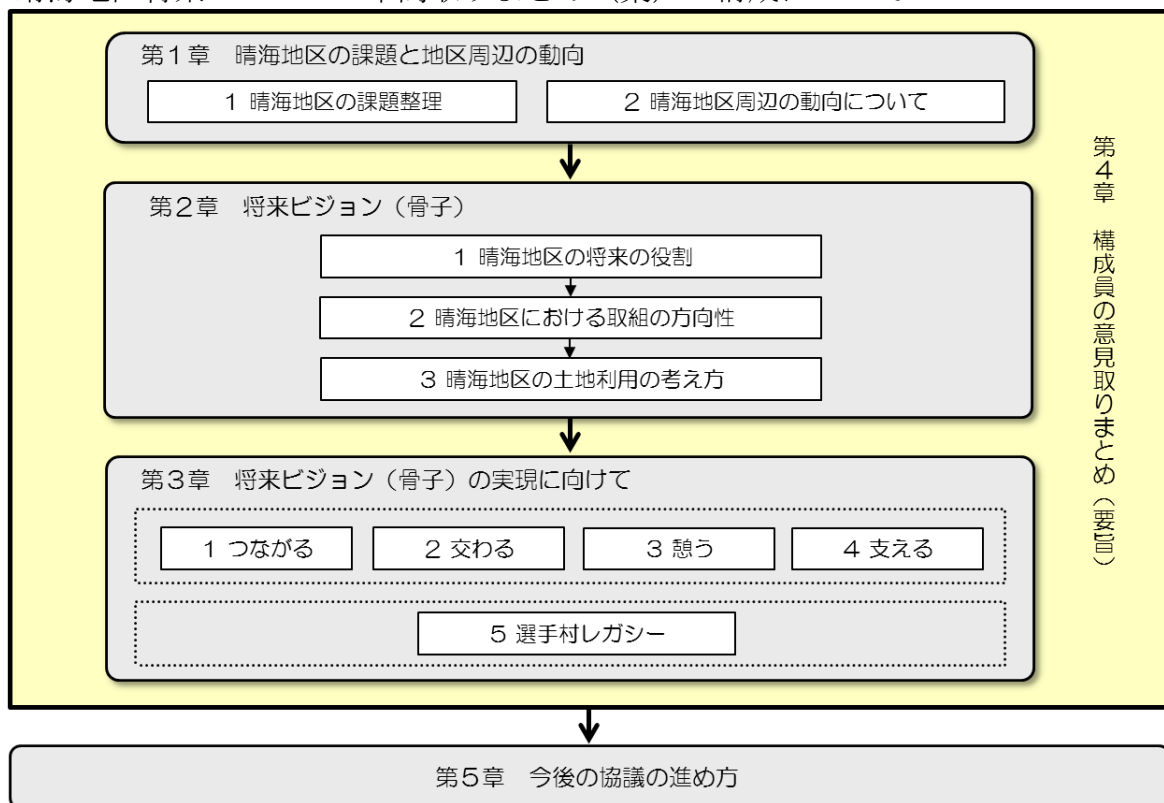 第1章 晴海地区の課題と地区周辺の動向
1 晴海地区の課題整理
2 晴海地区周辺の動向について
第2章 将来ビジョン(骨子)
1 晴海地区の将来の役割
2 晴海地区における取組の方向性
3 晴海地区の土地利用の考え方
第3章 将来ビジョン(骨子)の実現に向けて
1 つながる
2 交わる
3 憩う
4 支える
5 選手村レガシー
第4章 構成員の意見取りまとめ(要旨)
第5章 今後の協議の進め方